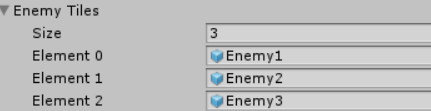 Enemy Tiles
Size 3
Element 0 Enemy1
Element 1 Enemy2
Element 2 Enemy3